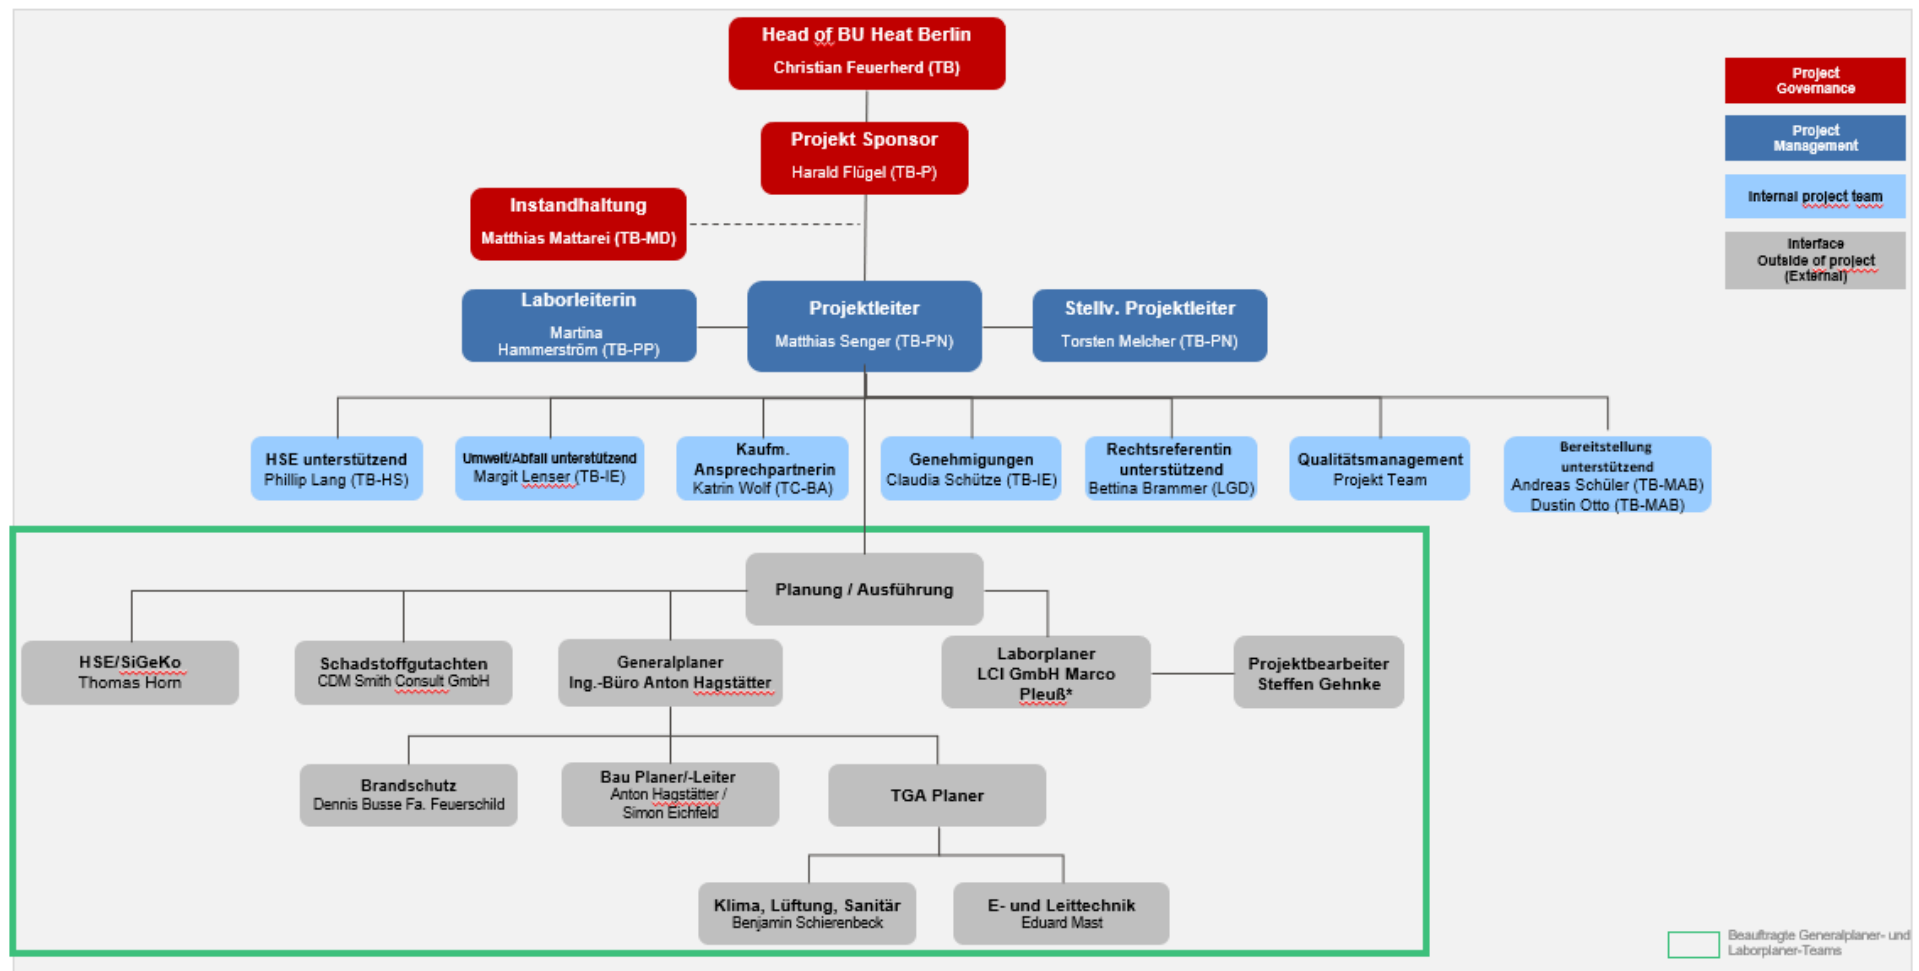 Head of BU Heat Berlin
Christian Feuerherd (TB)
Project
Governance
Projekt Sponsor
Harald Flügel (TB-P)
Project
Management
Instandhaltung
Matthias Mattarei (TB-MD)
Internal project team
Interface
Outside of project
(External)
Laborleiterin
Martina
Hammerström (TB-PP)
Projektleiter
Matthias Senger (TB-PN)
Stellv. Projektleiter
Torsten Melcher (TB-PN)
HSE unterstützend
Phillip Lang (TB-HS)
Umwelt/Abfall unterstützend
Margit Lenser (TB-IE)
Kaufm.
Ansprechpartnerin
Katrin Wolf (TC-BA)
Genehmigungen
Claudia Schütze (TB-IE)
Rechtsreferentin
unterstützend
Bettina Brammer (LGD)
Qualitätsmanagement
Projekt Team
Bereitstellung
unterstützend
Andreas Schüler (TB-MAB)
Dustin Otto (TB-MAB)
Planung / Ausführung
HSE/SiGeKo
Thomas Horn
Schadstoffgutachten
CDM Smith Consult GmbH
Generalplaner
Ing.-Büro Anton Hagstätter
Laborplaner
LCI GmbH Marco
Pleuß*
Projektbearbeiter
Steffen Gehnke
Brandschutz
Dennis Busse Fa. Feuerschild
Bau Planer/-Leiter
Anton Hagstätter /
Simon Eichfeld
TGA Planer
Klima, Lüftung, Sanitär
Benjamin Schierenbeck
E- und Leittechnik
Eduard Mast
Beauftragte Generalplaner- und
Laborplaner-Teams